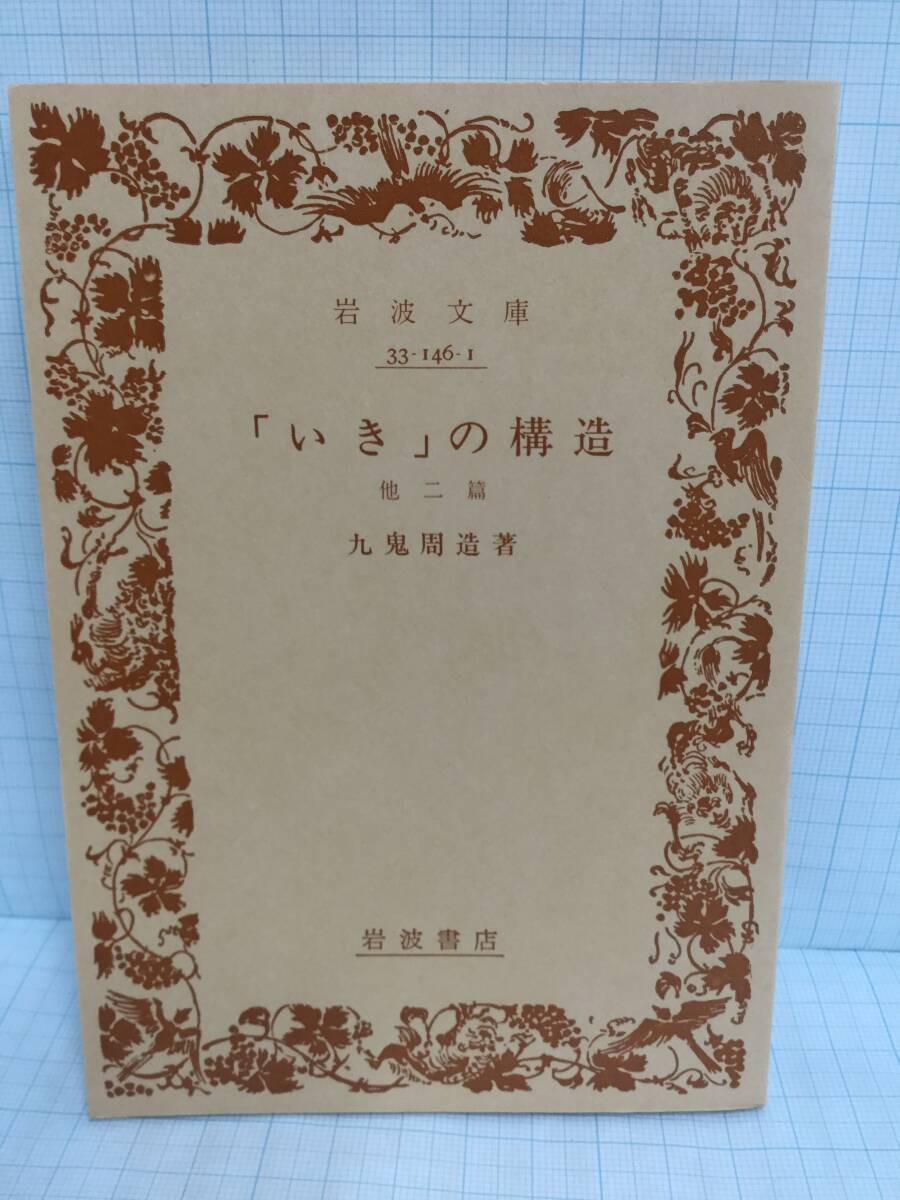 岩波文庫
33-146-1
「いき」の構造
他二篇
九鬼周造著
岩波書店